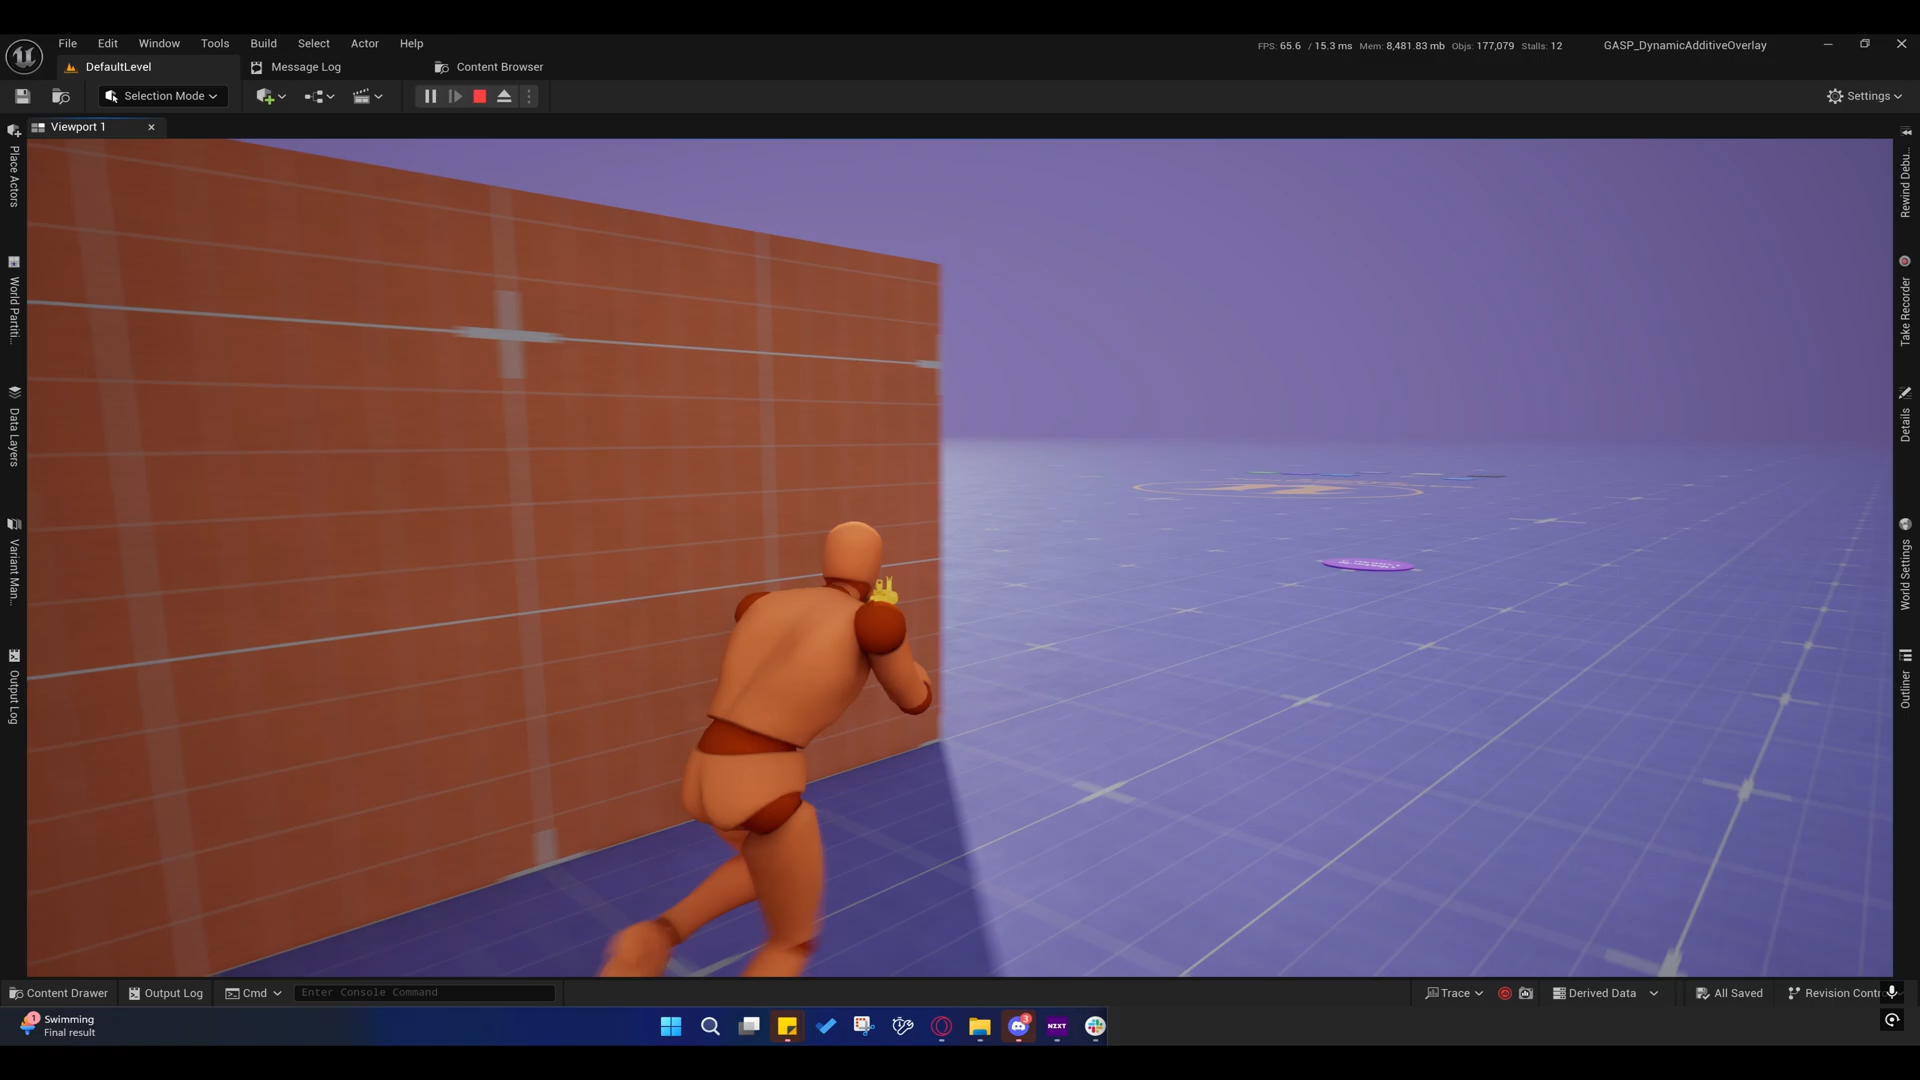 File Edit Window Tools Build Select Actor Help
FPS: 65.6 / 15.3 ms Mem: 8,481.83 mb Objs: 177,079 Stalls: 12 GASP_DynamicAdditiveOverlay
DefaultLevel Message Log Content Browser
Selection Mode Settings
Viewport 1
Place Actors
World Partiti...
Data Layers
Variant Man...
Output Log
Rewind Debu...
Take Recorder
Details
World Settings
Outliner
Content Drawer Output Log Cmd Enter Console Command Trace Derived Data All Saved Revision Contr
1 Swimming
Final result
3
NZXT